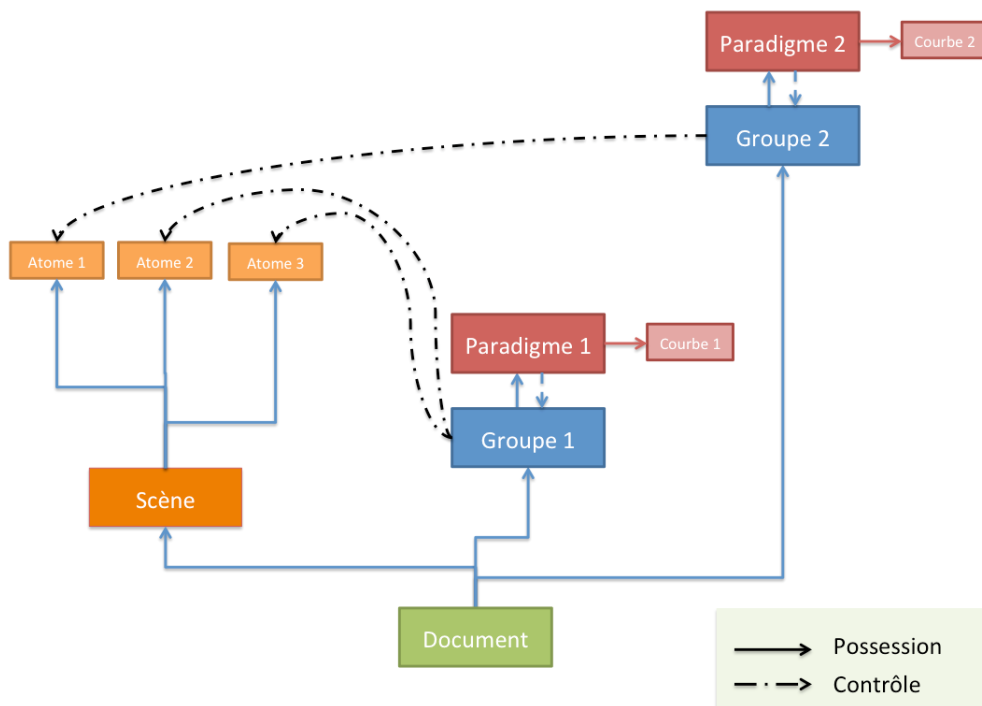 Paradigme 2
Courbe 2
Groupe 2
Atome 1
Atome 2
Atome 3
Paradigme 1
Courbe 1
Groupe 1
Scène
Document
Possession
Contrôle